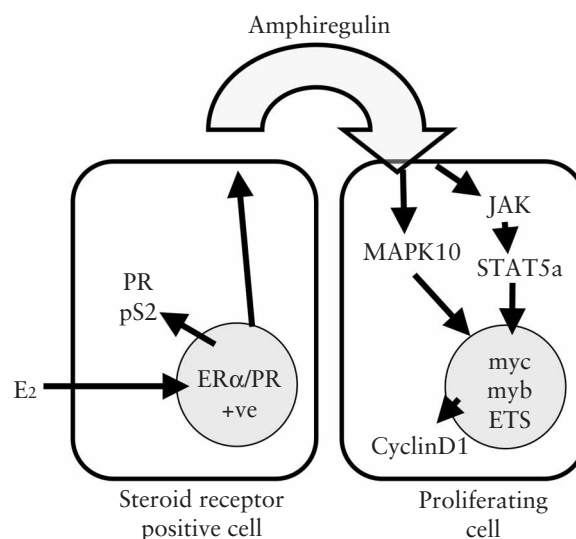 Amphiregulin
PR
pS2
E₂
ERα/PR
+ve
Steroid receptor
positive cell
JAK
MAPK10
STAT5a
myc
myb
ETS
CyclinD1
Proliferating
cell